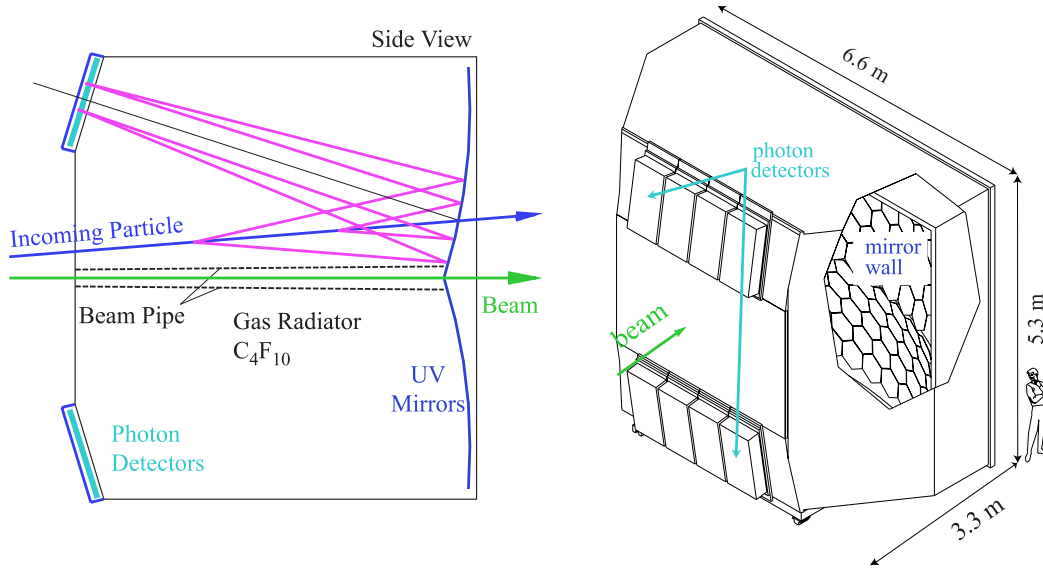 Side View
Incoming Particle
Beam
Beam Pipe
Gas Radiator
C₄F₁₀
UV
Mirrors
Photon
Detectors
6.6 m
photon
detectors
mirror
wall
beam
5.3 m
3.3 m